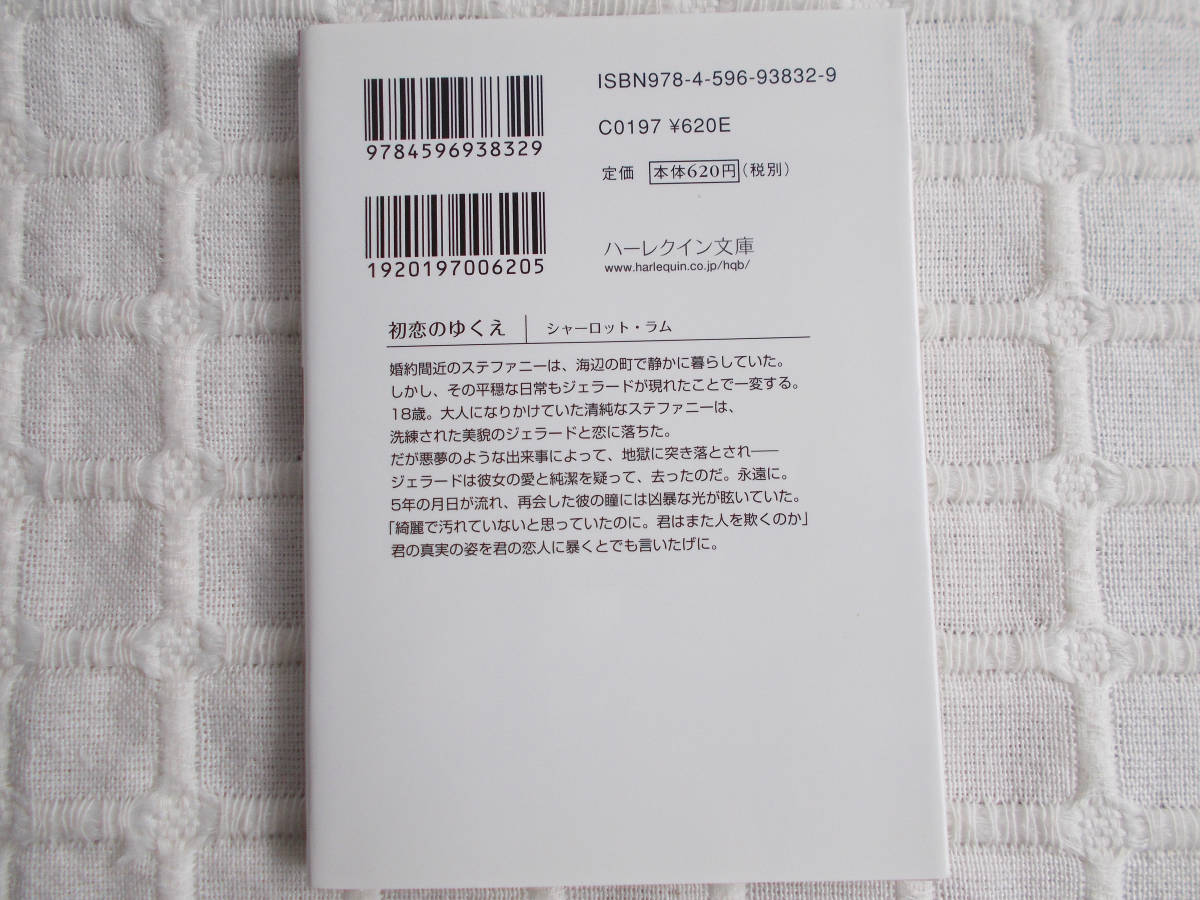 ISBN978-4-596-93832-9
9784596938329
C0197 ¥620E
定価 本体620円(税別)
1920197006205
ハーレクイン文庫
www.harlequin.co.jp/hqb/
初恋のゆくえ シャーロット・ラム
婚約間近のステファニーは、海辺の町で静かに暮らしていた。
しかし、その平穏な日常もジェラードが現れたことで一変する。
18歳。大人になりかけていた清純なステファニーは、
洗練された美貌のジェラードと恋に落ちた。
だが悪夢のような出来事によって、地獄に突き落とされ――
ジェラードは彼女の愛と純潔を疑って、去ったのだ。永遠に。
5年の月日が流れ、再会した彼の瞳には凶暴な光が眩いていた。
「綺麗で汚れていないと思っていたのに。君はまた人を欺くのか」
君の真実の姿を君の恋人に暴くとでも言いたげに。